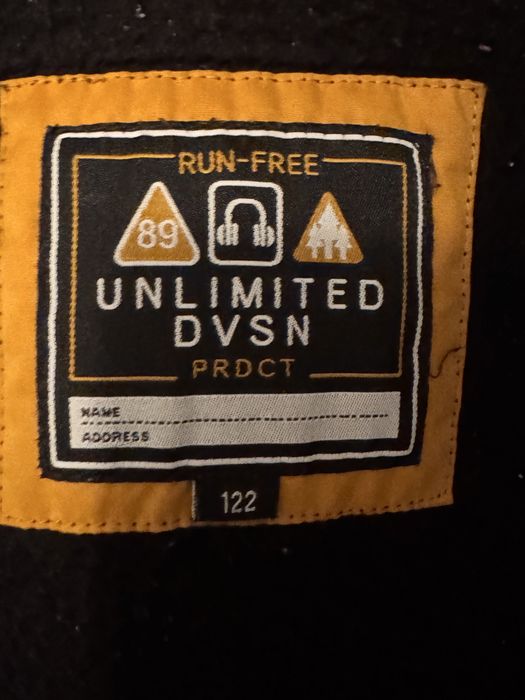 RUN-FREE
89
UNLIMITED
DVSN
PRDCT
NAME
ADDRESS
122